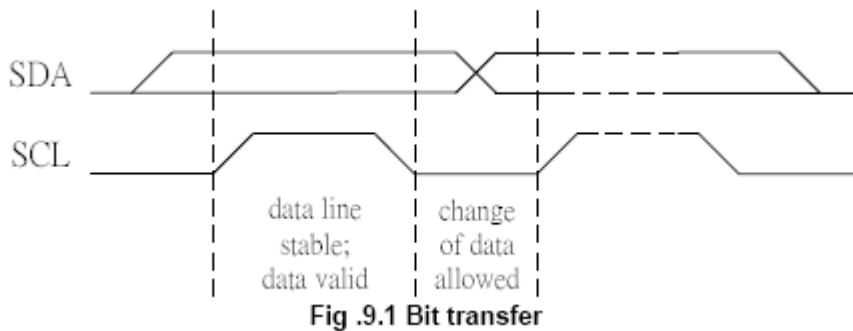 SDA
SCL
data line
stable;
data valid
change
of data
allowed
Fig .9.1 Bit transfer